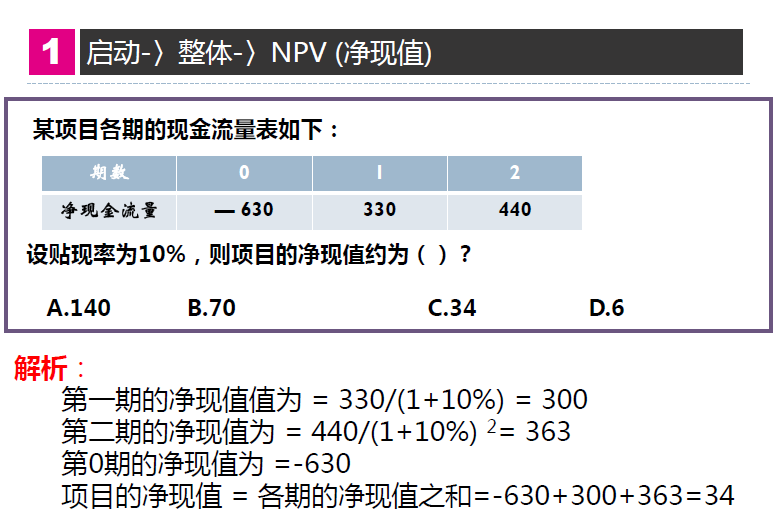 1 启动-〉整体-〉NPV (净现值)
某项目各期的现金流量表如下：
期数 0 1 2
净现金流量 — 630 330 440
设贴现率为10%，则项目的净现值约为（ ）？
A.140 B.70 C.34 D.6
解析：
第一期的净现值值为 = 330/(1+10%) = 300
第二期的净现值为 = 440/(1+10%) ²= 363
第0期的净现值为 =-630
项目的净现值 = 各期的净现值之和=-630+300+363=34